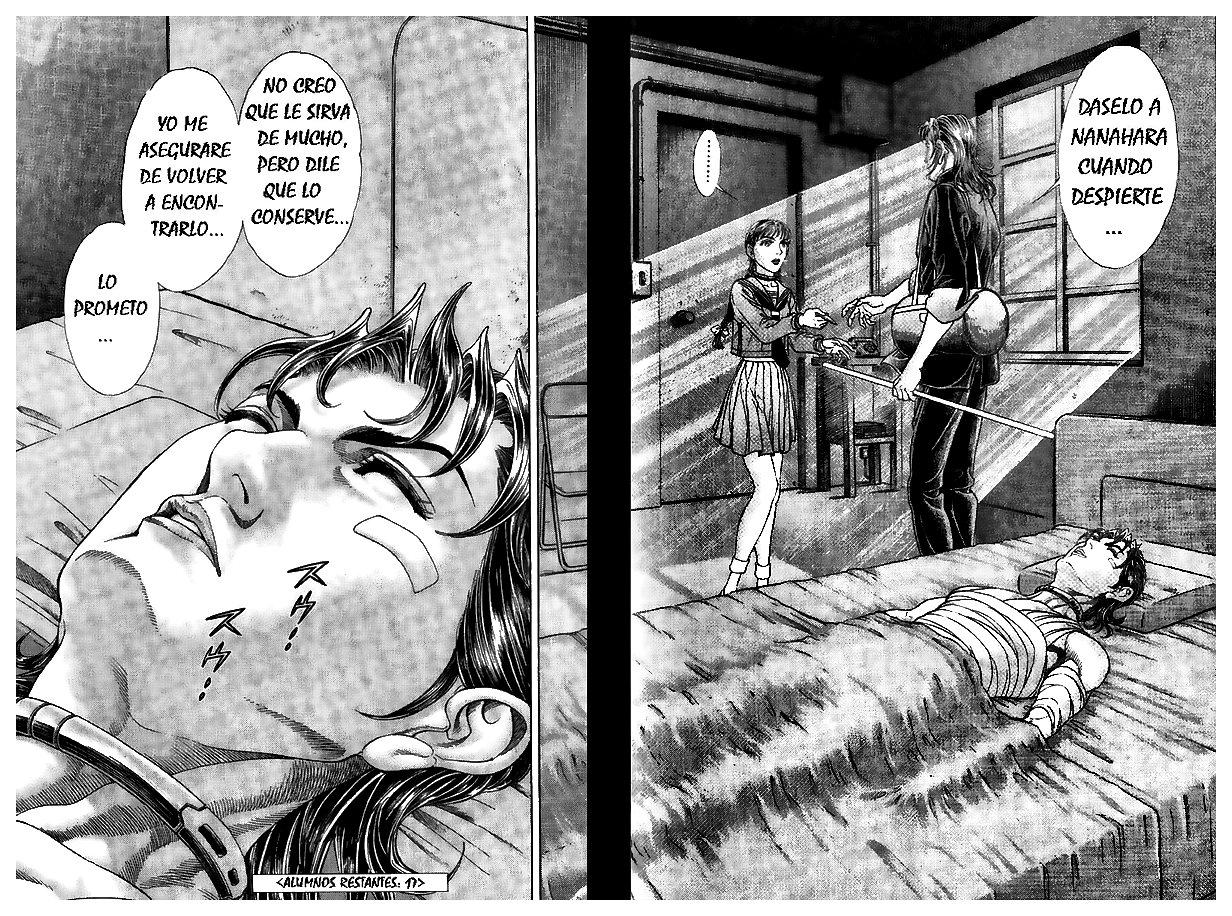 DASELO A
NANAHARA
CUANDO
DESPIERTE
...
........
NO CREO
QUE LE SIRVA
DE MUCHO,
PERO DILE
QUE LO
CONSERVE...
YO ME
ASEGURARE
DE VOLVER
A ENCON-
TRARLO...
LO
PROMETO
...
スゥ!
スゥ!
<ALUMNOS RESTANTES: 17>